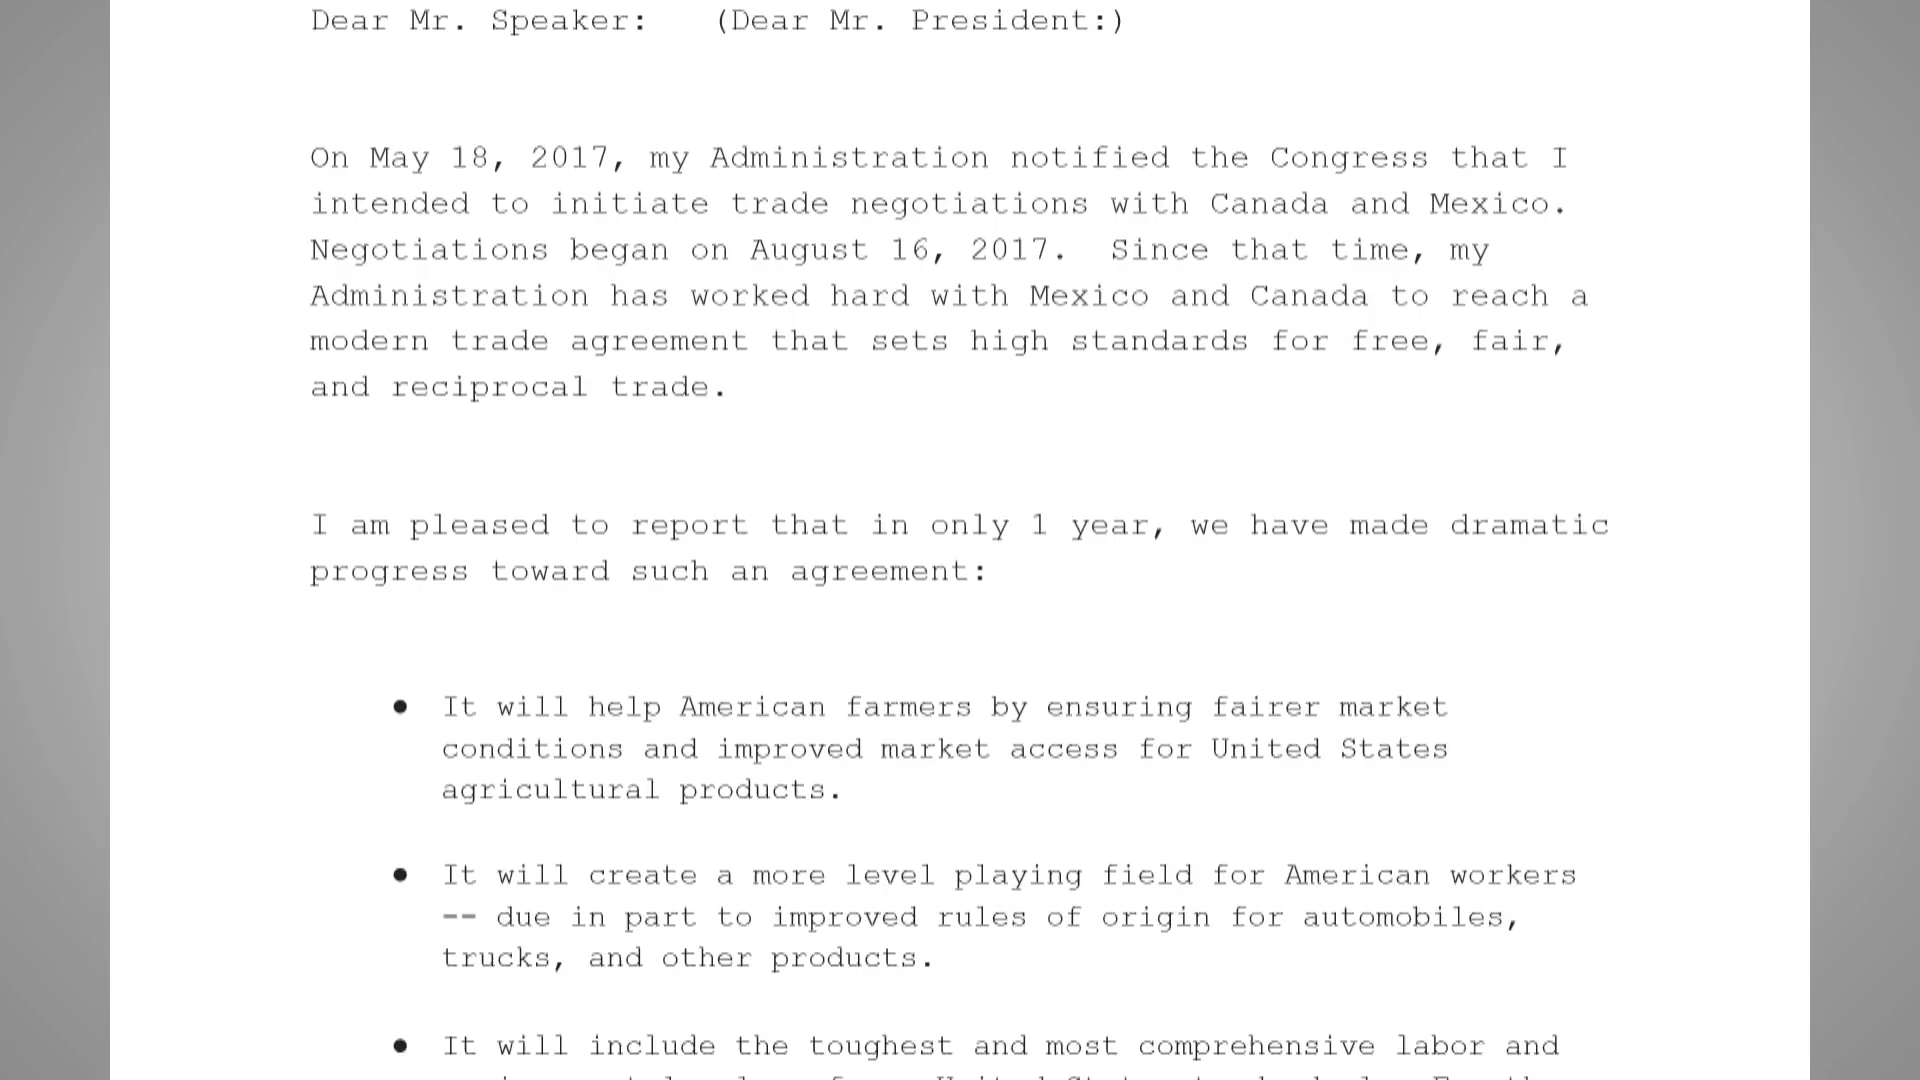 Dear Mr. Speaker: (Dear Mr. President:)
On May 18, 2017, my Administration notified the Congress that I
intended to initiate trade negotiations with Canada and Mexico.
Negotiations began on August 16, 2017. Since that time, my
Administration has worked hard with Mexico and Canada to reach a
modern trade agreement that sets high standards for free, fair,
and reciprocal trade.
I am pleased to report that in only 1 year, we have made dramatic
progress toward such an agreement:
● It will help American farmers by ensuring fairer market
conditions and improved market access for United States
agricultural products.
● It will create a more level playing field for American workers
-- due in part to improved rules of origin for automobiles,
trucks, and other products.
● It will include the toughest and most comprehensive labor and